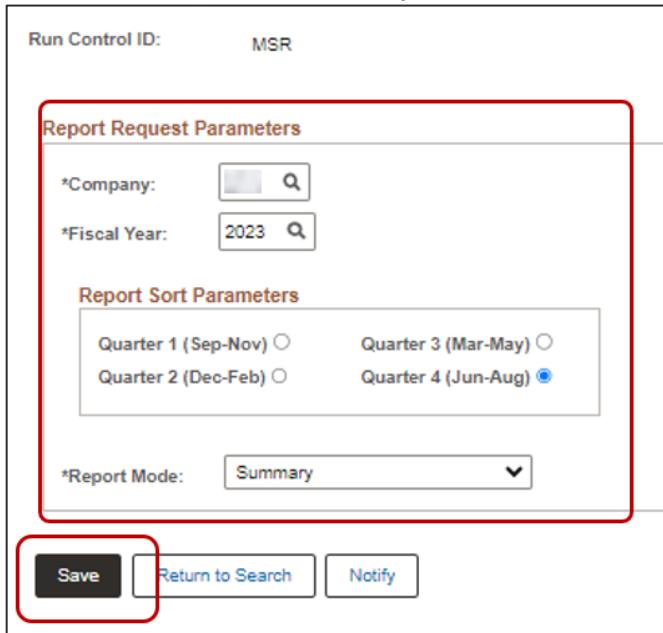 Run Control ID: MSR
Report Request Parameters
*Company:
*Fiscal Year: 2023
Report Sort Parameters
Quarter 1 (Sep-Nov) Quarter 3 (Mar-May)
Quarter 2 (Dec-Feb) Quarter 4 (Jun-Aug)
*Report Mode: Summary
Save Return to Search Notify